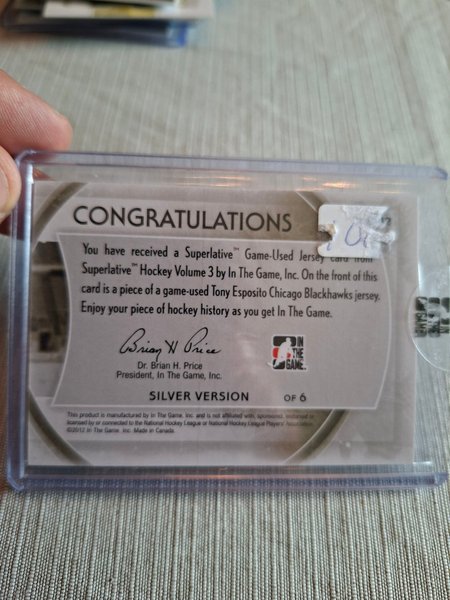 CONGRATULATIONS
You have received a Superlative™ Game-Used Jersey card from
Superlative™ Hockey Volume 3 by In The Game, Inc. On the front of this
card is a piece of a game-used Tony Esposito Chicago Blackhawks jersey.
Enjoy your piece of hockey history as you get In The Game.
Brian H Price
Dr. Brian H. Price
President, In The Game, Inc.
IN
THE
GAME
SILVER VERSION OF 6
This product is manufactured by In The Game, Inc. and is not affiliated with, sponsored, endorsed or
licensed by or connected to the National Hockey League or National Hockey League Players' Association.
©2012 In The Game, Inc. Made in Canada.
IN
THE
GAME